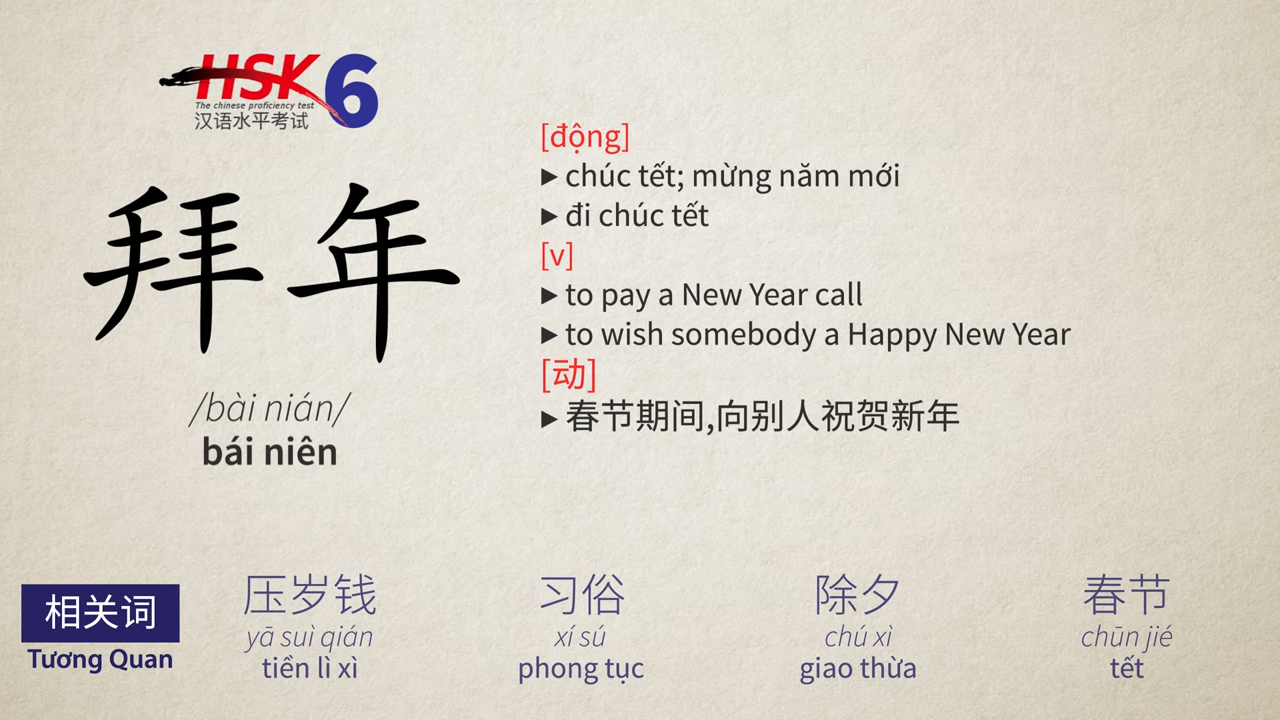 HSK 6
The chinese proficiency test
汉语水平考试
拜年
/bài nián/
bái niên
[động]
▸ chúc tết; mừng năm mới
▸ đi chúc tết
[v]
▸ to pay a New Year call
▸ to wish somebody a Happy New Year
[动]
▸ 春节期间,向别人祝贺新年
相关词
Tương Quan
压岁钱
yā suì qián
tiền lì xì
习俗
xí sú
phong tục
除夕
chú xì
giao thừa
春节
chūn jié
tết